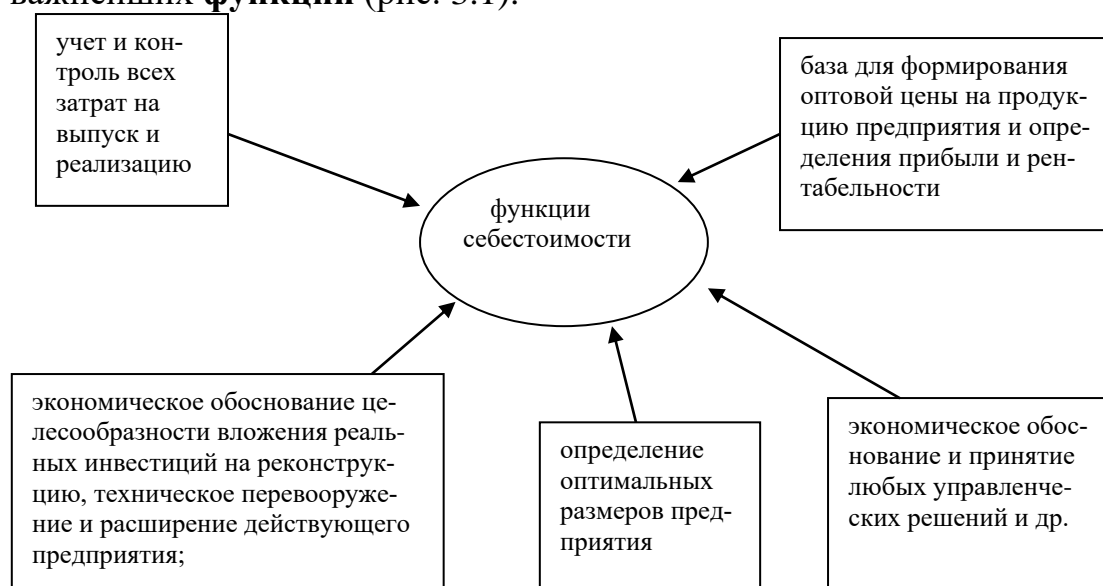 важнейших функций (рис. 3.1).
учет и кон-
троль всех
затрат на
выпуск и
реализацию
база для формирования
оптовой цены на продук-
цию предприятия и опре-
деления прибыли и рен-
табельности
функции
себестоимости
экономическое обоснование це-
лесообразности вложения реаль-
ных инвестиций на реконструк-
цию, техническое перевооруже-
ние и расширение действующего
предприятия;
определение
оптимальных
размеров пред-
приятия
экономическое обос-
нование и принятие
любых управленче-
ских решений и др.